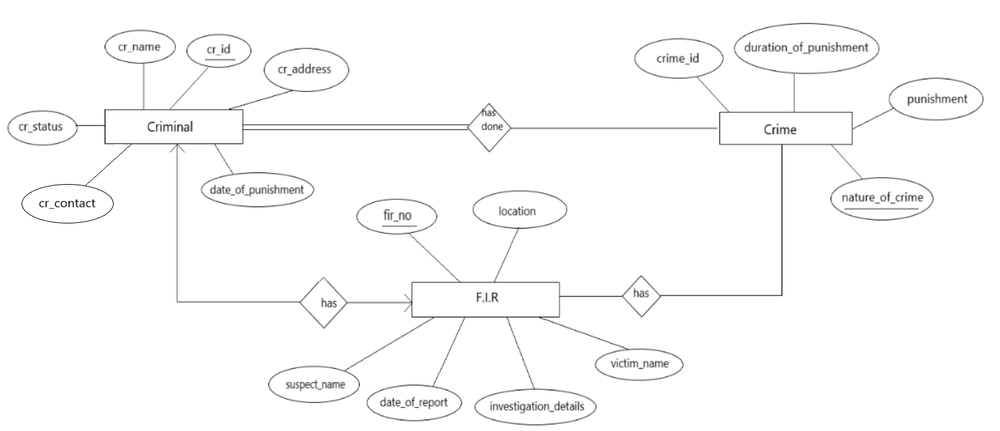 cr_name
cr_id
cr_address
cr_status
Criminal
cr_contact
date_of_punishment
has
done
crime_id
duration_of_punishment
punishment
Crime
nature_of_crime
fir_no
location
has
F.I.R
has
suspect_name
date_of_report
investigation_details
victim_name